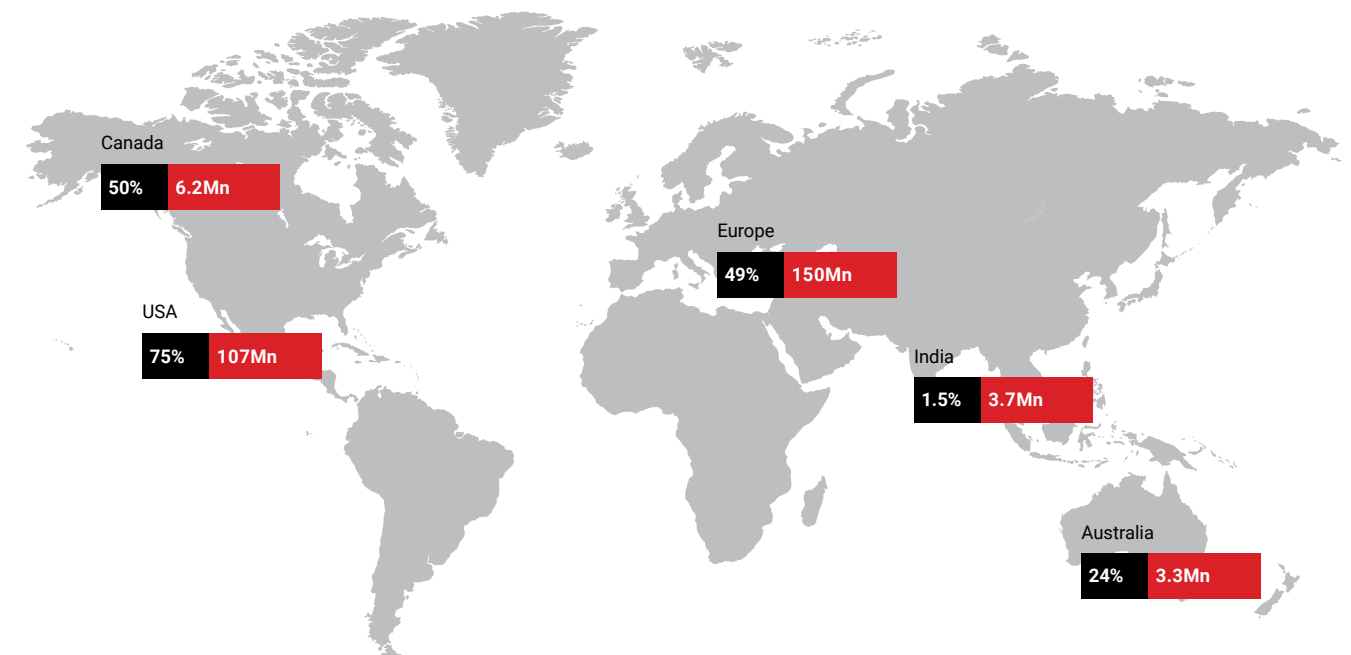 Canada
50% 6.2Mn
USA
75% 107Mn
Europe
49% 150Mn
India
1.5% 3.7Mn
Australia
24% 3.3Mn